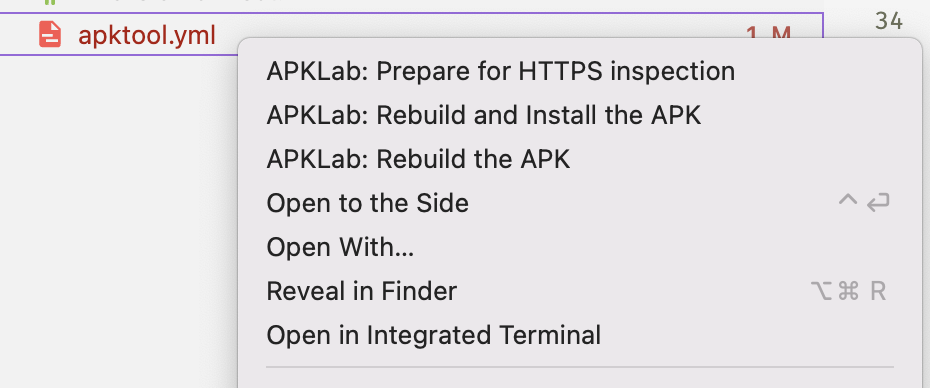 apktool.yml 1, M 34
APKLab: Prepare for HTTPS inspection
APKLab: Rebuild and Install the APK
APKLab: Rebuild the APK
Open to the Side ^ ⏎
Open With...
Reveal in Finder ⌥⌘ R
Open in Integrated Terminal